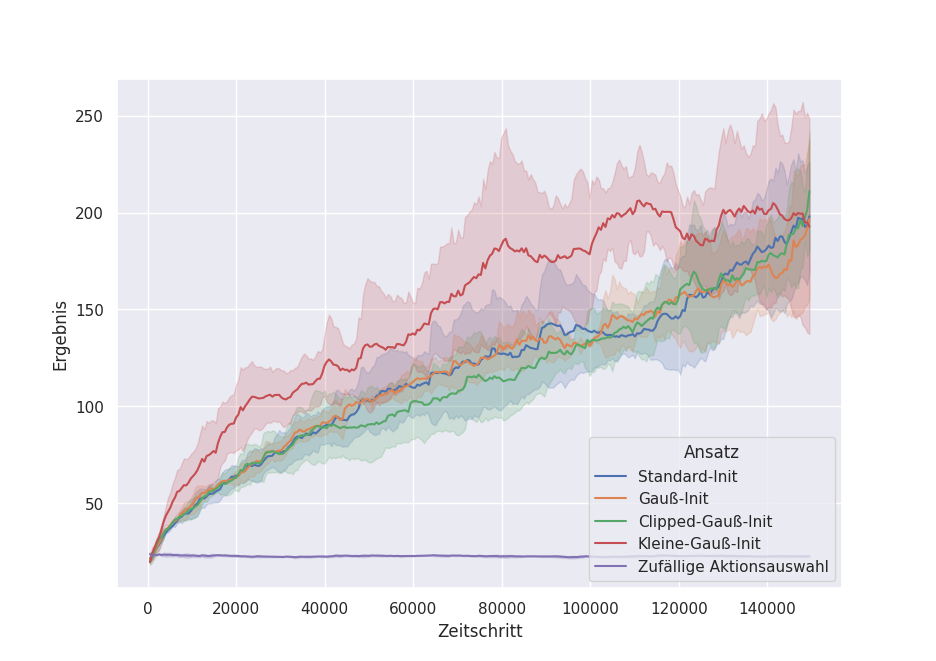 250
200
150
100
50
Ergebnis
0 20000 40000 60000 80000 100000 120000 140000
Zeitschritt
Ansatz
Standard-Init
Gauß-Init
Clipped-Gauß-Init
Kleine-Gauß-Init
Zufällige Aktionsauswahl